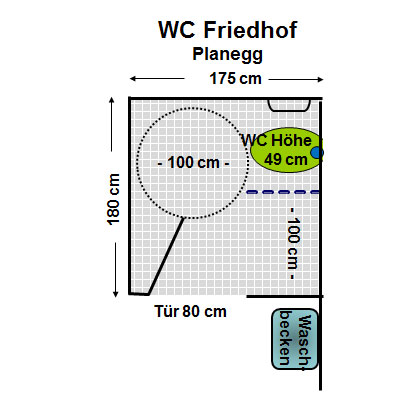 WC Friedhof
Planegg
175 cm
WC Höhe
49 cm
- 100 cm -
180 cm
- 100 cm -
Tür 80 cm
Wasch-
becken